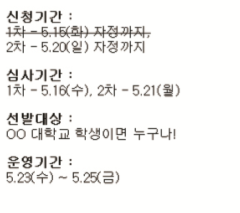 신청기간 :
1차 - 5.15(화) 자정까지,
2차 - 5.20(일) 자정까지
심사기간 :
1차 - 5.16(수), 2차 - 5.21(월)
선발대상 :
OO 대학교 학생이면 누구나!
운영기간 :
5.23(수) ~ 5.25(금)